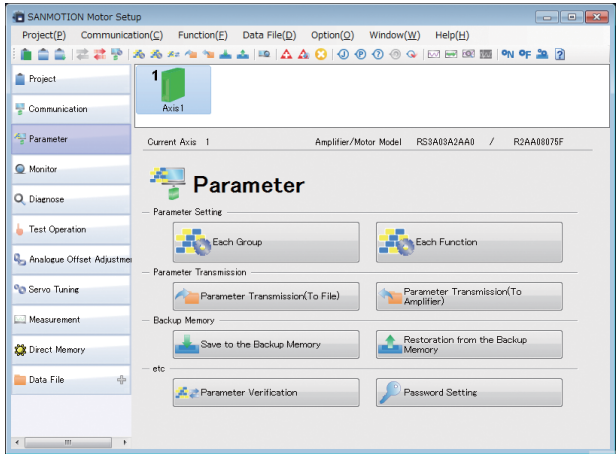 SANMOTION Motor Setup
Project(P) Communication(C) Function(F) Data File(D) Option(O) Window(W) Help(H)
ON OFF
Project
Communication
Parameter
Monitor
Diagnose
Test Operation
Analogue Offset Adjustmen
Servo Tuning
Measurement
Direct Memory
Data File
1
Axis1
Current Axis 1 Amplifier/Motor Model RS3A03A2AA0 / R2AA08075F
Parameter
Parameter Setting
Each Group
Each Function
Parameter Transmission
Parameter Transmission(To File)
Parameter Transmission(To
Amplifier)
Backup Memory
Save to the Backup Memory
Restoration from the Backup
Memory
etc
Parameter Verification
Password Setting